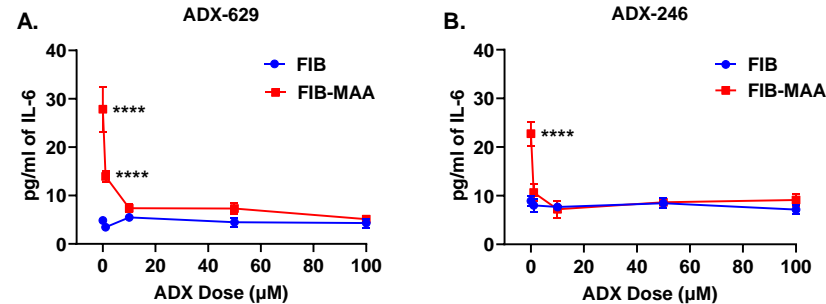 A.
ADX-629
pg/ml of IL-6
40
30
20
10
0
FIB
FIB-MAA
****
****
0
20
40
60
80
100
ADX Dose (µM)
B.
ADX-246
pg/ml of IL-6
40
30
20
10
0
FIB
FIB-MAA
****
0
20
40
60
80
100
ADX Dose (µM)